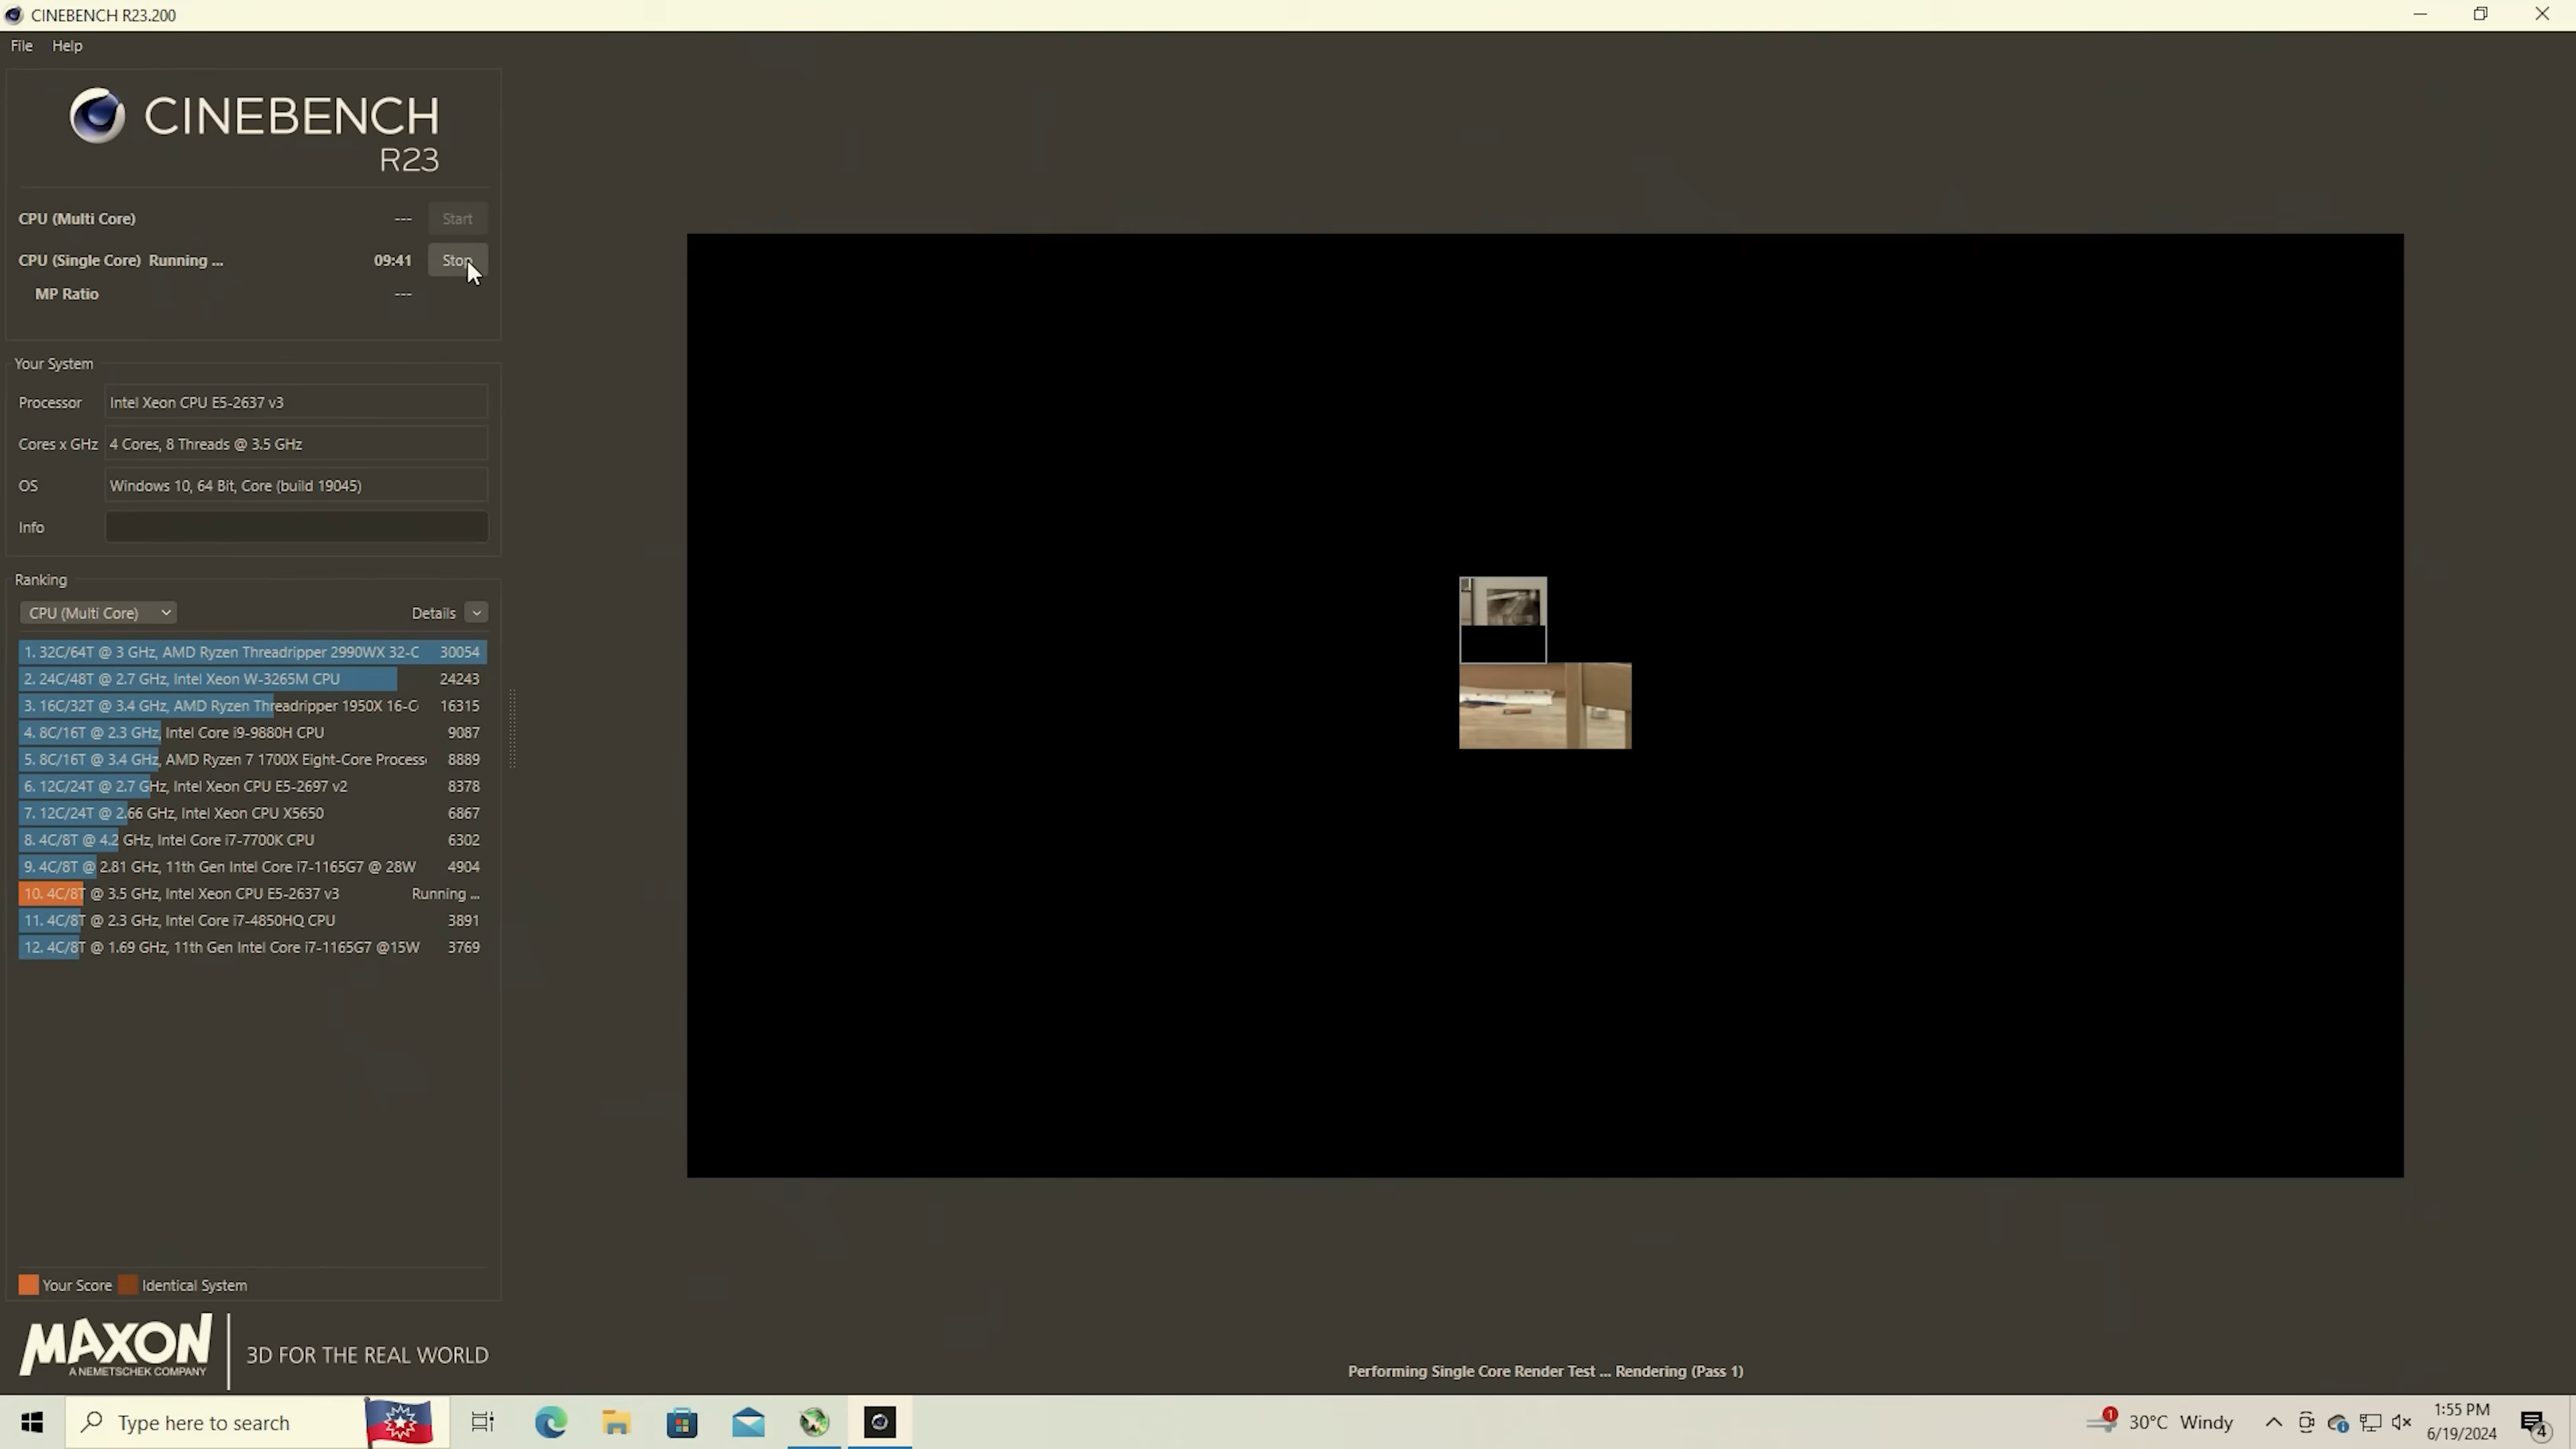 CINEBENCH R23.200
File Help
CINEBENCH
R23
CPU (Multi Core) --- Start
CPU (Single Core) Running ... 09:41 Stop
MP Ratio ---
Your System
Processor Intel Xeon CPU E5-2637 v3
Cores x GHz 4 Cores, 8 Threads @ 3.5 GHz
OS Windows 10, 64 Bit, Core (build 19045)
Info
Ranking
CPU (Multi Core) Details
1. 32C/64T @ 3 GHz, AMD Ryzen Threadripper 2990WX 32-C 30054
2. 24C/48T @ 2.7 GHz, Intel Xeon W-3265M CPU 24243
3. 16C/32T @ 3.4 GHz, AMD Ryzen Threadripper 1950X 16-C 16315
4. 8C/16T @ 2.3 GHz, Intel Core i9-9880H CPU 9087
5. 8C/16T @ 3.4 GHz, AMD Ryzen 7 1700X Eight-Core Process 8889
6. 12C/24T @ 2.7 GHz, Intel Xeon CPU E5-2697 v2 8378
7. 12C/24T @ 2.66 GHz, Intel Xeon CPU X5650 6867
8. 4C/8T @ 4.2 GHz, Intel Core i7-7700K CPU 6302
9. 4C/8T @ 2.81 GHz, 11th Gen Intel Core i7-1165G7 @ 28W 4904
10. 4C/8T @ 3.5 GHz, Intel Xeon CPU E5-2637 v3 Running ...
11. 4C/8T @ 2.3 GHz, Intel Core i7-4850HQ CPU 3891
12. 4C/8T @ 1.69 GHz, 11th Gen Intel Core i7-1165G7 @15W 3769
Your Score Identical System
MAXON
A NEMETSCHEK COMPANY
3D FOR THE REAL WORLD
Performing Single Core Render Test ... Rendering (Pass 1)
Type here to search
1 30°C Windy
1:55 PM
6/19/2024
4